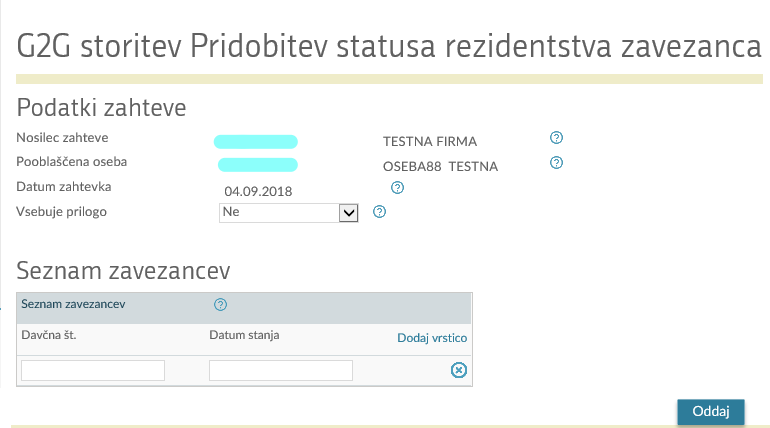 G2G storitev Pridobitev statusa rezidentstva zavezanca
Podatki zahteve
Nosilec zahteve TESTNA FIRMA ?
Pooblaščena oseba OSEBA88 TESTNA ?
Datum zahtevka 04.09.2018 ?
Vsebuje prilogo Ne ?
Seznam zavezancev
Seznam zavezancev ?
Davčna št. Datum stanja Dodaj vrstico
Oddaj